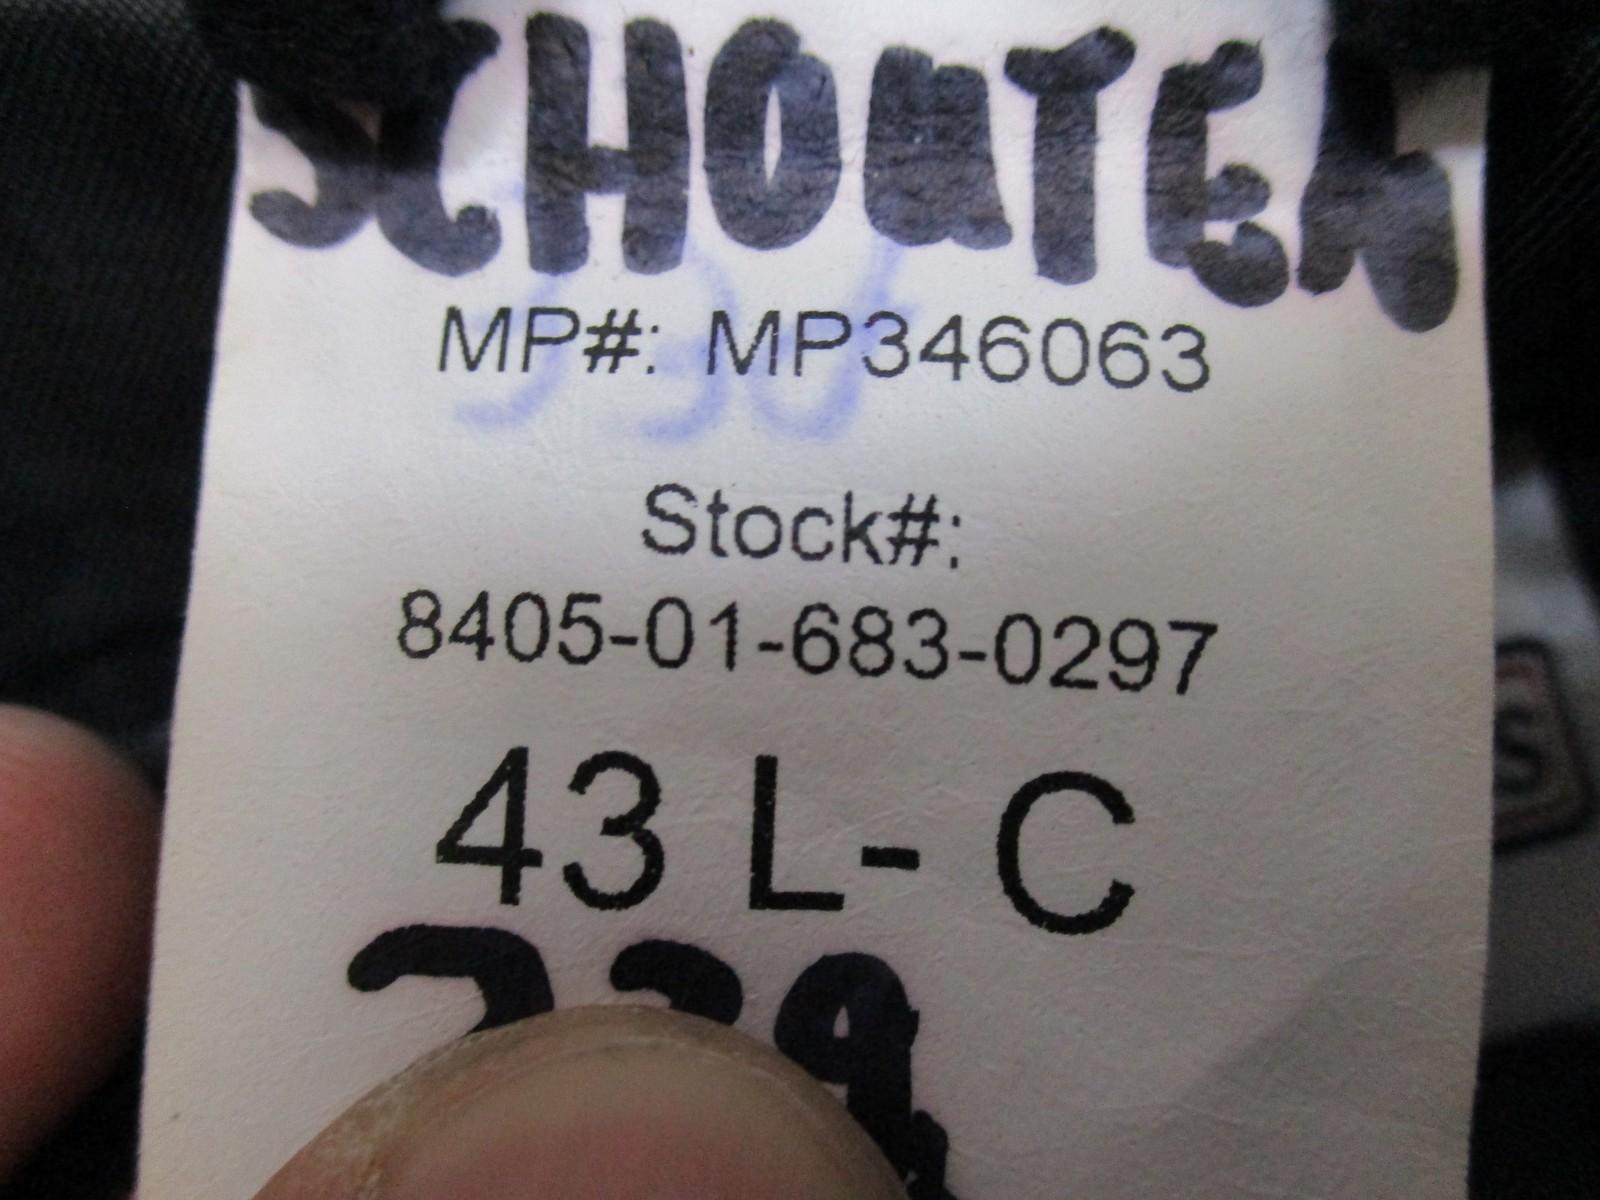 SCHOUTEN
MP#: MP346063
Stock#:
8405-01-683-0297
43 L- C